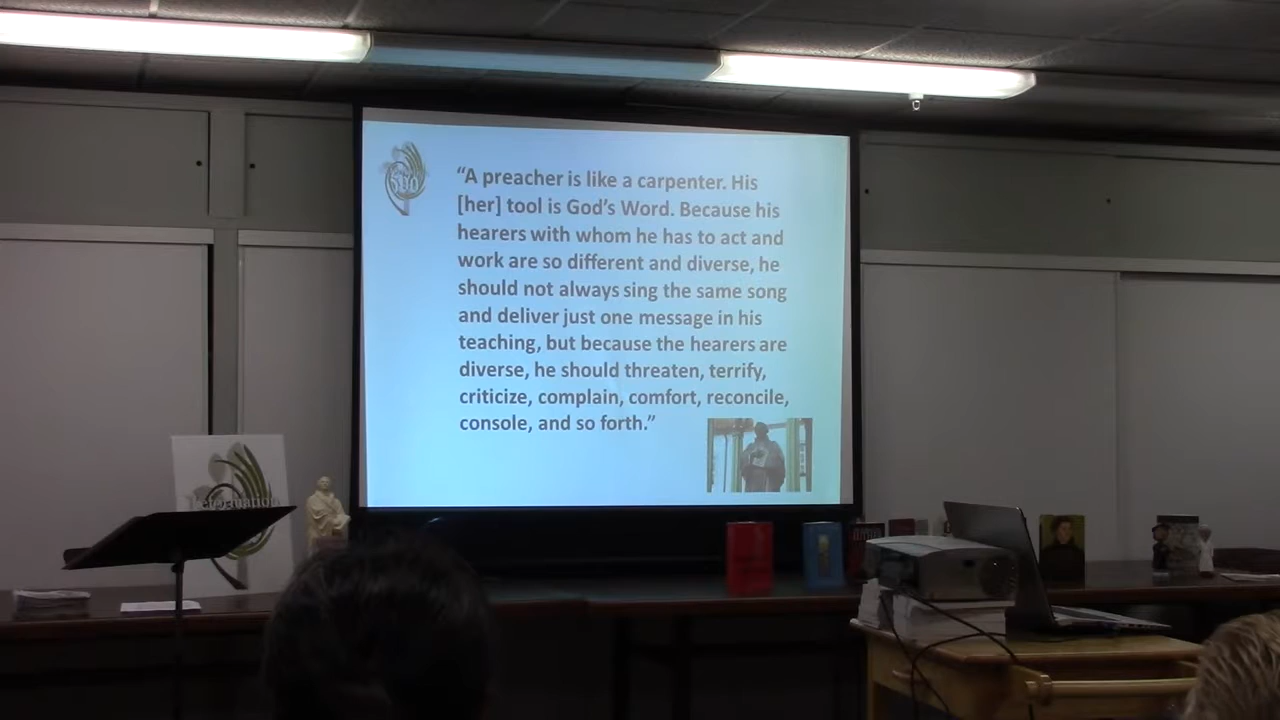 “A preacher is like a carpenter. His
[her] tool is God’s Word. Because his
hearers with whom he has to act and
work are so different and diverse, he
should not always sing the same song
and deliver just one message in his
teaching, but because the hearers are
diverse, he should threaten, terrify,
criticize, complain, comfort, reconcile,
console, and so forth.”
500
Reformation